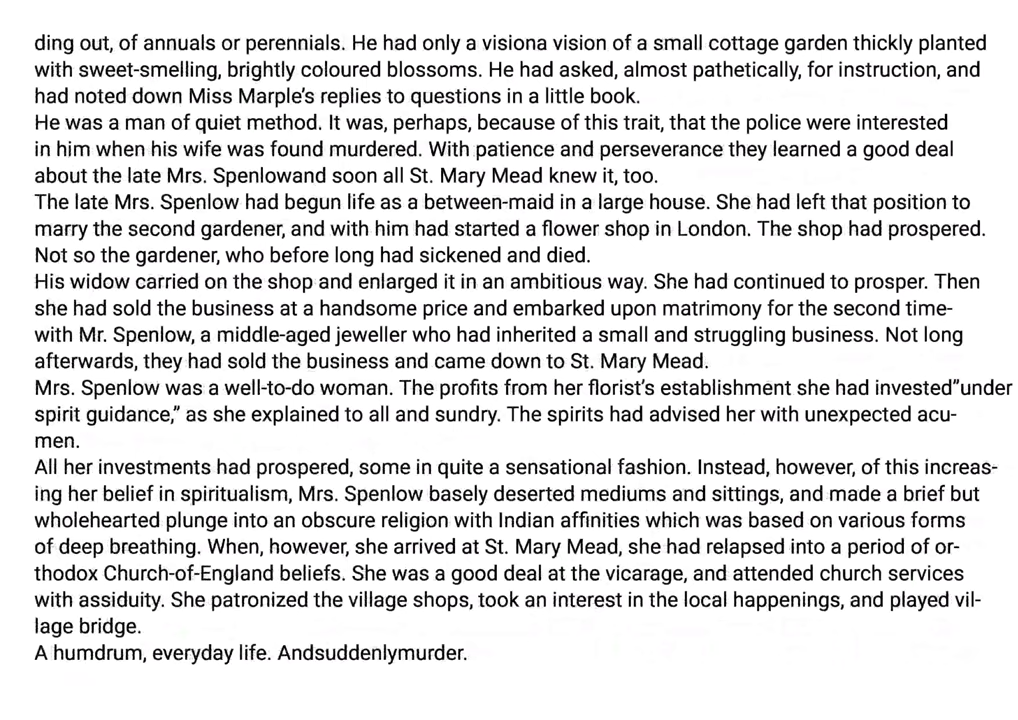 ding out, of annuals or perennials. He had only a visiona vision of a small cottage garden thickly planted
with sweet-smelling, brightly coloured blossoms. He had asked, almost pathetically, for instruction, and
had noted down Miss Marple's replies to questions in a little book.
He was a man of quiet method. It was, perhaps, because of this trait, that the police were interested
in him when his wife was found murdered. With patience and perseverance they learned a good deal
about the late Mrs. Spenlowand soon all St. Mary Mead knew it, too.
The late Mrs. Spenlow had begun life as a between-maid in a large house. She had left that position to
marry the second gardener, and with him had started a flower shop in London. The shop had prospered.
Not so the gardener, who before long had sickened and died.
His widow carried on the shop and enlarged it in an ambitious way. She had continued to prosper. Then
she had sold the business at a handsome price and embarked upon matrimony for the second time-
with Mr. Spenlow, a middle-aged jeweller who had inherited a small and struggling business. Not long
afterwards, they had sold the business and came down to St. Mary Mead.
Mrs. Spenlow was a well-to-do woman. The profits from her florist's establishment she had invested”under
spirit guidance,” as she explained to all and sundry. The spirits had advised her with unexpected acu-
men.
All her investments had prospered, some in quite a sensational fashion. Instead, however, of this increas-
ing her belief in spiritualism, Mrs. Spenlow basely deserted mediums and sittings, and made a brief but
wholehearted plunge into an obscure religion with Indian affinities which was based on various forms
of deep breathing. When, however, she arrived at St. Mary Mead, she had relapsed into a period of or-
thodox Church-of-England beliefs. She was a good deal at the vicarage, and attended church services
with assiduity. She patronized the village shops, took an interest in the local happenings, and played vil-
lage bridge.
A humdrum, everyday life. Andsuddenlymurder.